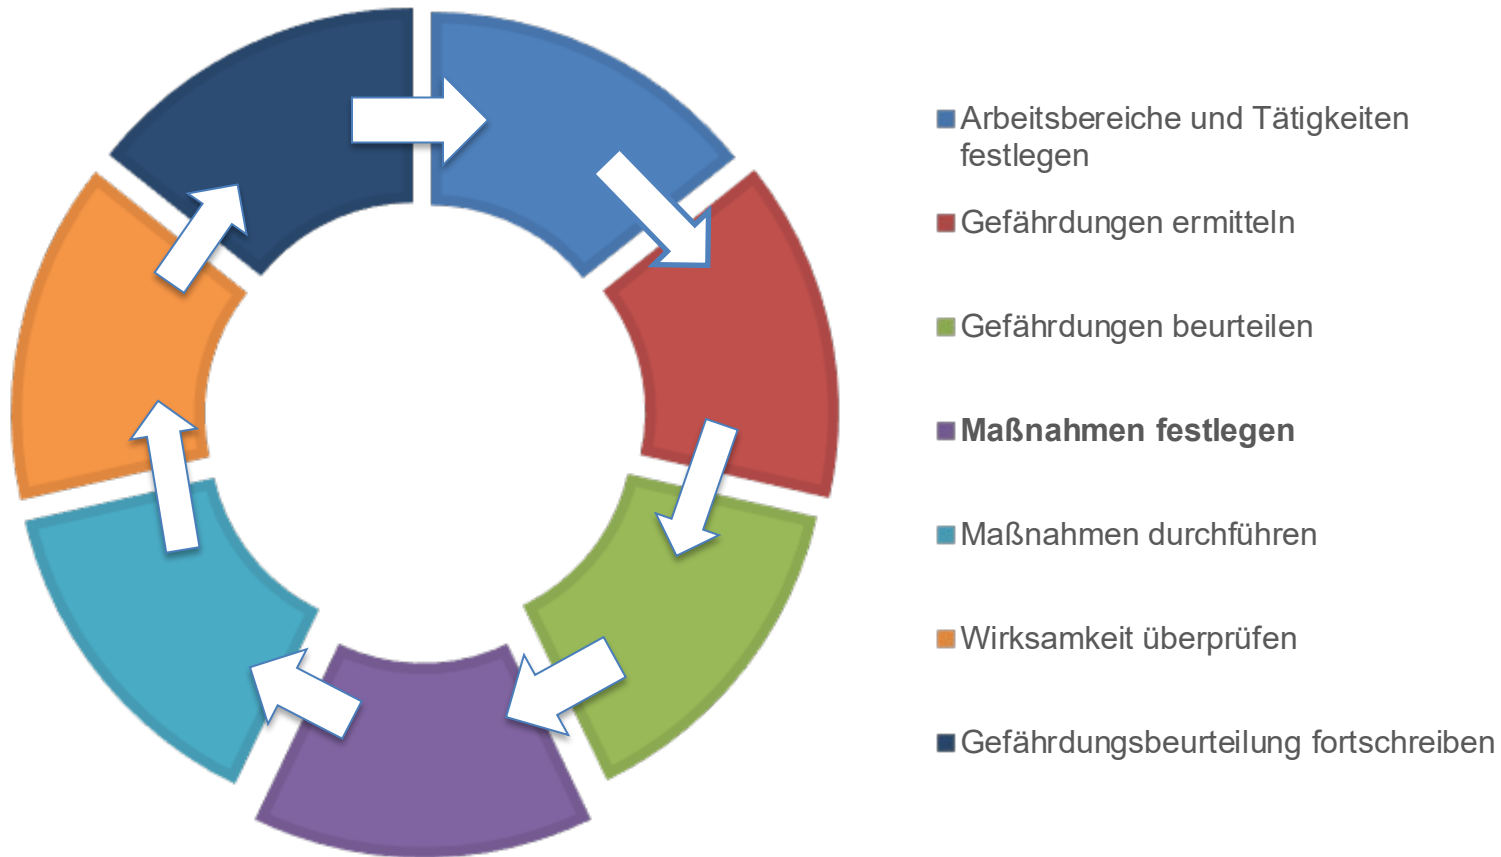 Arbeitsbereiche und Tätigkeiten
festlegen
Gefährdungen ermitteln
Gefährdungen beurteilen
Maßnahmen festlegen
Maßnahmen durchführen
Wirksamkeit überprüfen
Gefährdungsbeurteilung fortschreiben